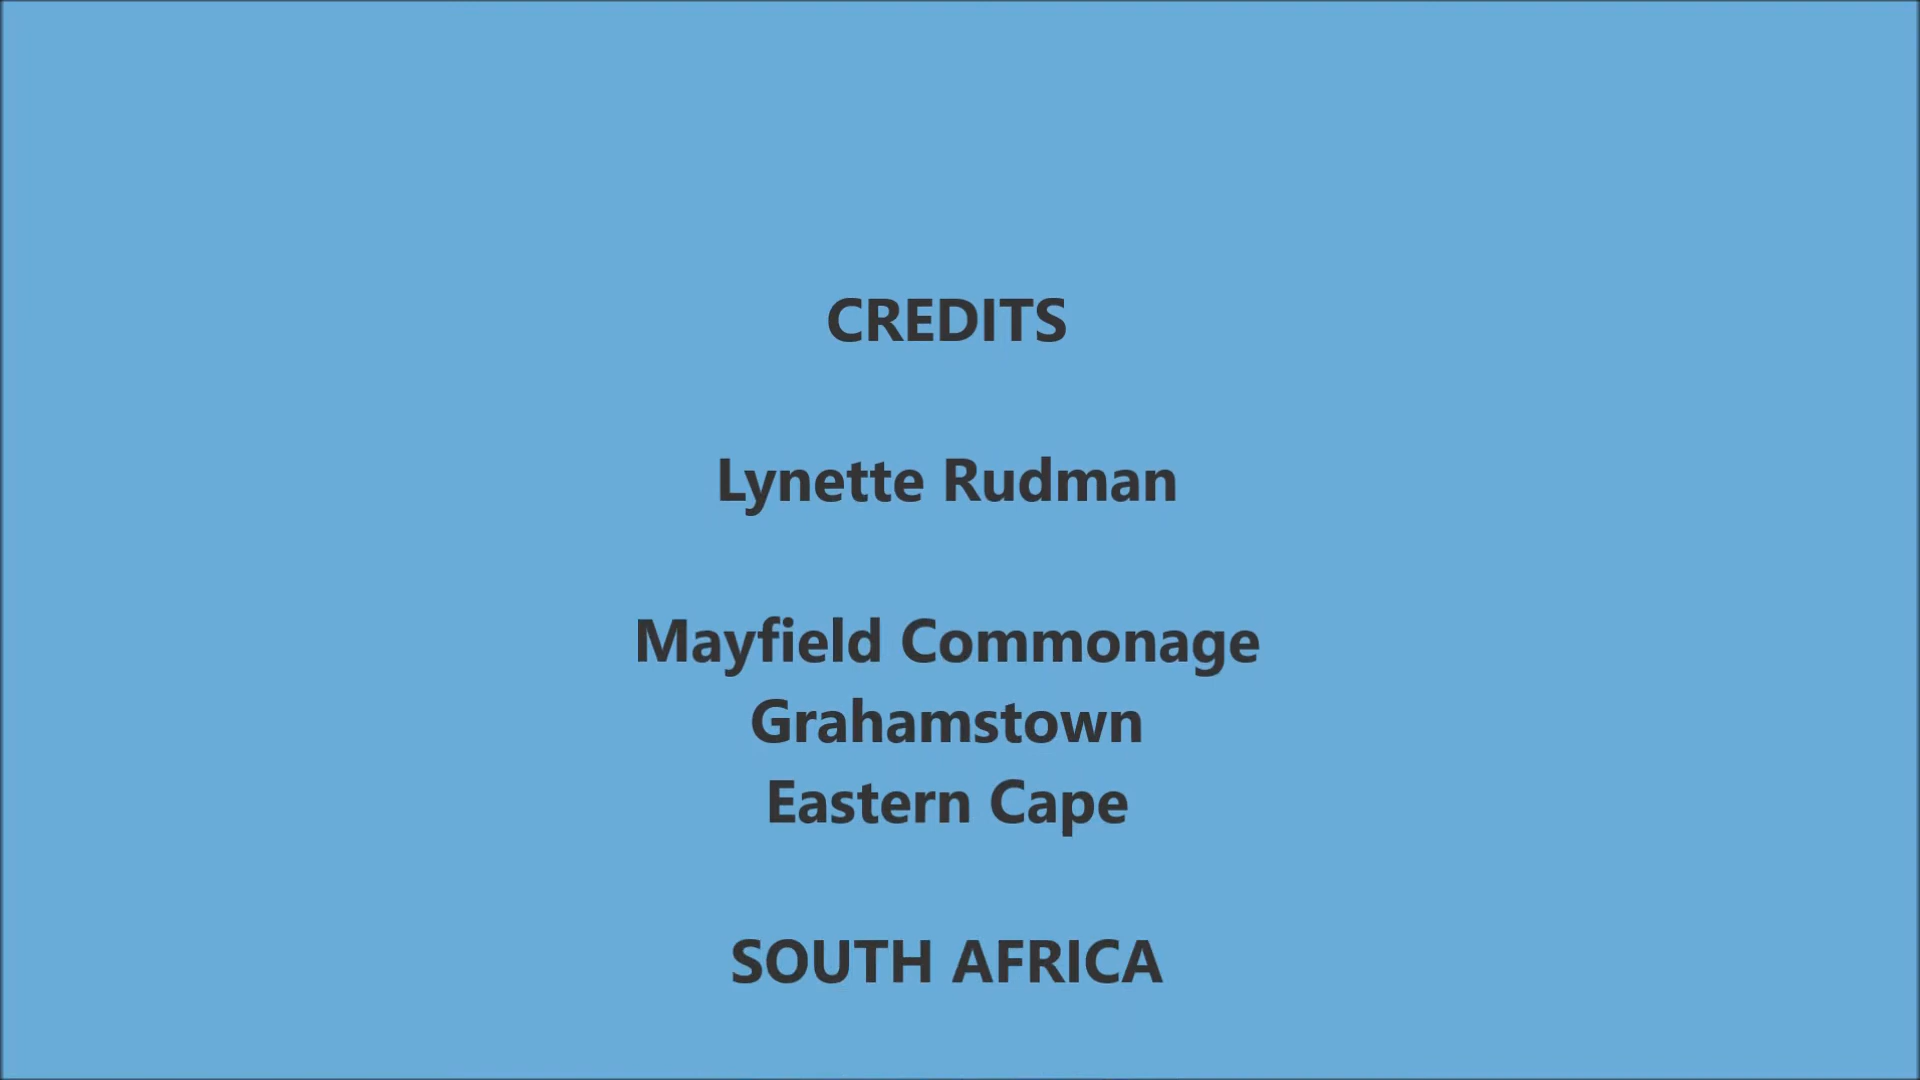 CREDITS
Lynette Rudman
Mayfield Commonage
Grahamstown
Eastern Cape
SOUTH AFRICA